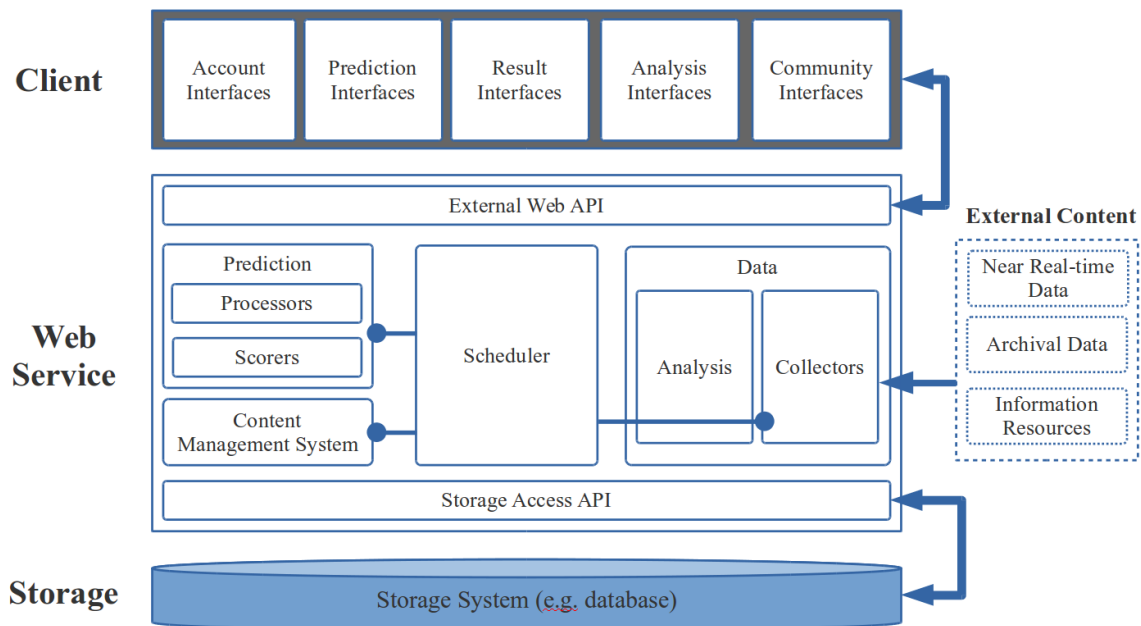 Client
Account
Interfaces
Prediction
Interfaces
Result
Interfaces
Analysis
Interfaces
Community
Interfaces
Web
Service
External Web API
Prediction
Processors
Scorers
Content
Management System
Scheduler
Data
Analysis
Collectors
Storage Access API
External Content
Near Real-time
Data
Archival Data
Information
Resources
Storage
Storage System (e.g. database)